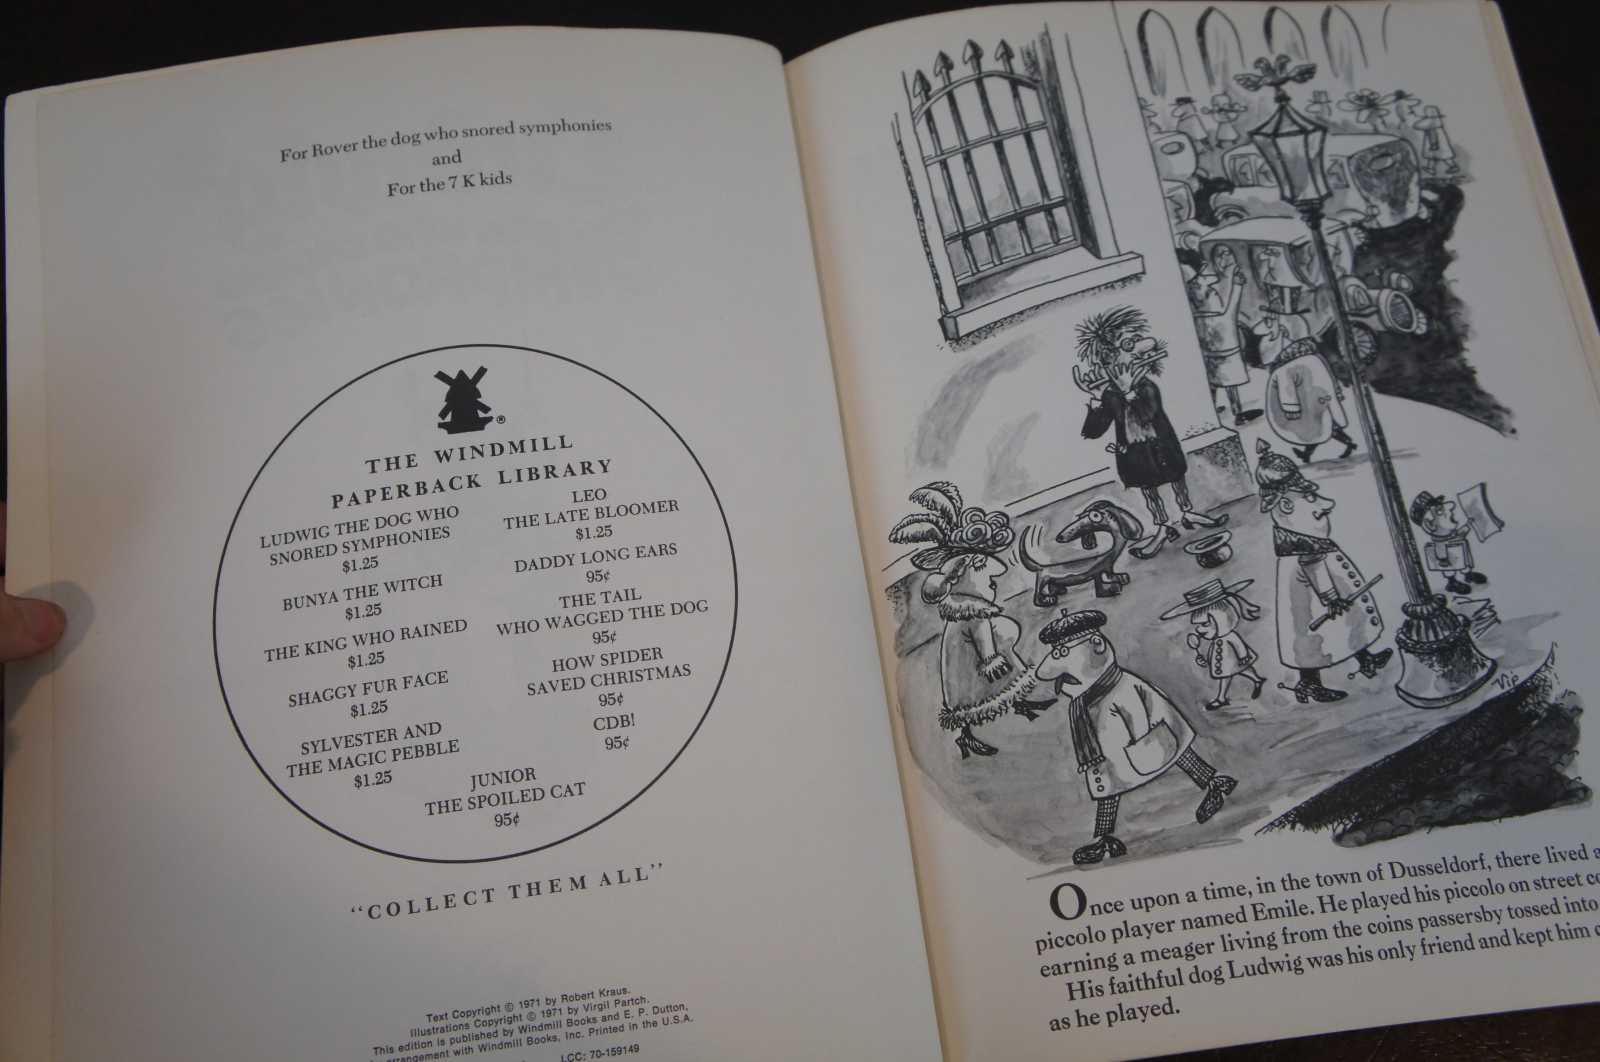 For Rover the dog who snored symphonies
and
For the 7 K kids
®
THE WINDMILL
PAPERBACK LIBRARY
LUDWIG THE DOG WHO
SNORED SYMPHONIES
$1.25
BUNYA THE WITCH
$1.25
THE KING WHO RAINED
$1.25
SHAGGY FUR FACE
$1.25
SYLVESTER AND
THE MAGIC PEBBLE
$1.25
LEO
THE LATE BLOOMER
$1.25
DADDY LONG EARS
95¢
THE TAIL
WHO WAGGED THE DOG
95¢
HOW SPIDER
SAVED CHRISTMAS
95¢
CDB!
95¢
JUNIOR
THE SPOILED CAT
95¢
“COLLECT THEM ALL”
Text Copyright © 1971 by Robert Kraus.
Illustrations Copyright © 1971 by Virgil Partch.
This edition is published by Windmill Books and E. P. Dutton,
arrangement with Windmill Books, Inc. Printed in the U.S.A.
LCC: 70-159149
Vip
Once upon a time, in the town of Dusseldorf, there lived a
piccolo player named Emile. He played his piccolo on street
earning a meager living from the coins passersby tossed into
His faithful dog Ludwig was his only friend and kept him
as he played.